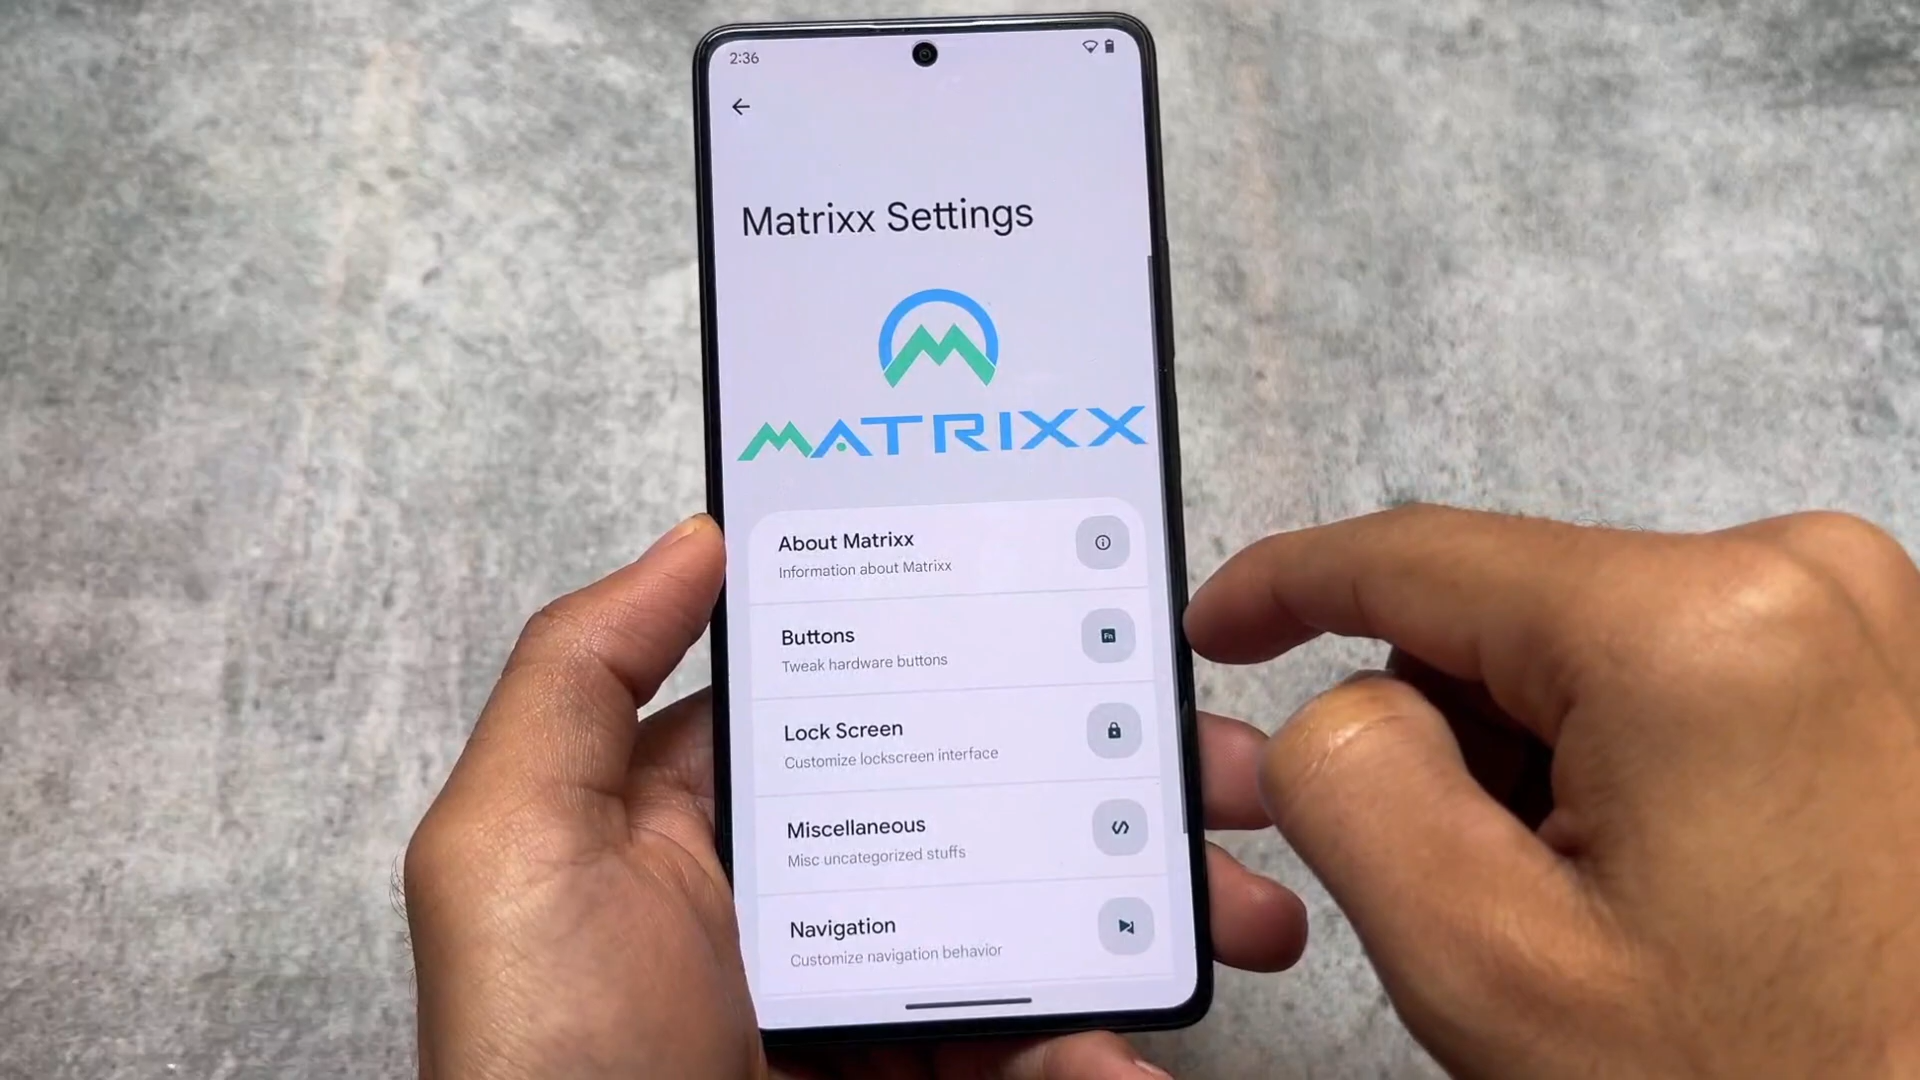 2:36
Matrixx Settings
MATRIXX
About Matrixx
Information about Matrixx
Buttons
Tweak hardware buttons
Fn
Lock Screen
Customize lockscreen interface
Miscellaneous
Misc uncategorized stuffs
Navigation
Customize navigation behavior